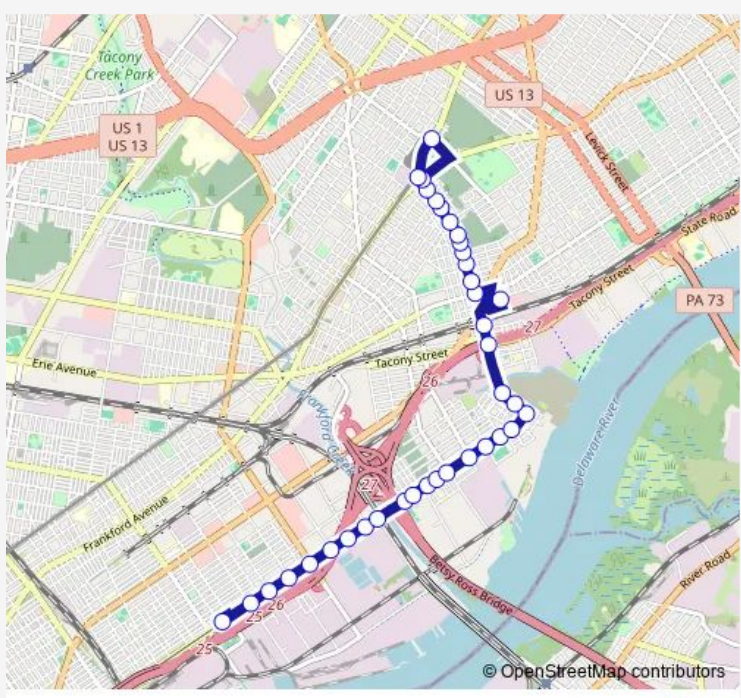 Tacony
Creek Park
US 13
US 1
US 13
Levick Street
State Road
Tacony Street
PA 73
27
Tacony Street
Erie Avenue
26
Frankford Creek
Delaware River
27
Frankford Avenue
Betsy Ross Bridge
River Road
26
25
25
© OpenStreetMap contributors